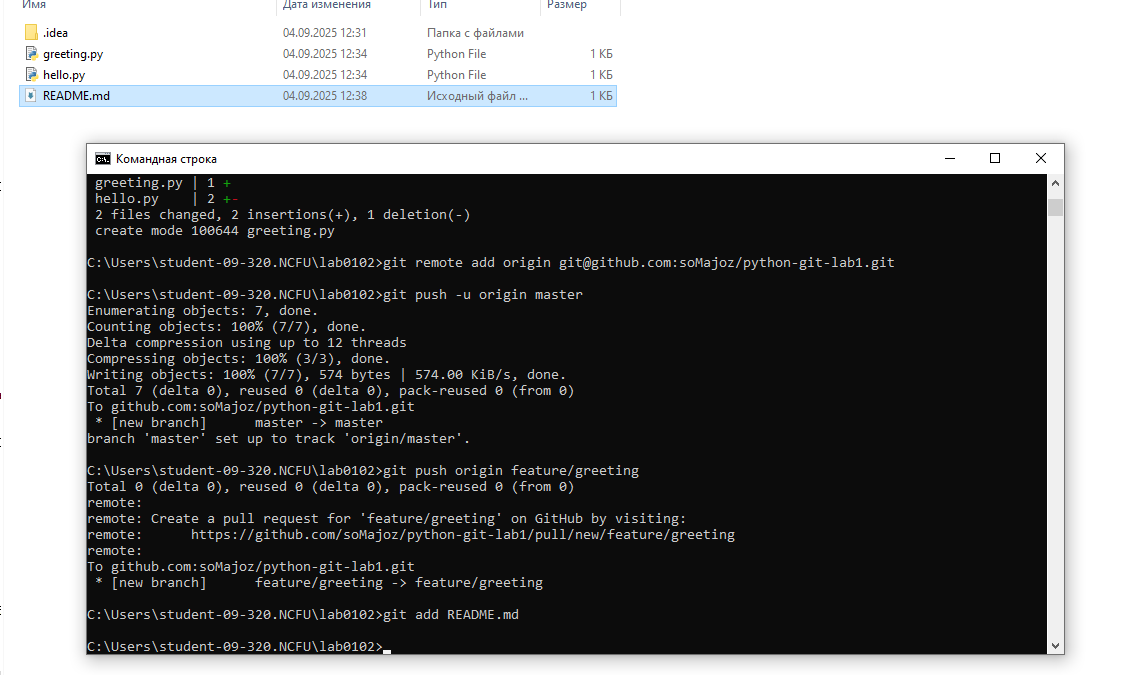 Имя Дата изменения Тип Размер
.idea 04.09.2025 12:31 Папка с файлами
greeting.py 04.09.2025 12:34 Python File 1 КБ
hello.py 04.09.2025 12:34 Python File 1 КБ
README.md 04.09.2025 12:38 Исходный файл ... 1 КБ
Командная строка
greeting.py | 1 +
hello.py | 2 +-
2 files changed, 2 insertions(+), 1 deletion(-)
create mode 100644 greeting.py
C:\Users\student-09-320.NCFU\lab0102>git remote add origin git@github.com:soMajoz/python-git-lab1.git
C:\Users\student-09-320.NCFU\lab0102>git push -u origin master
Enumerating objects: 7, done.
Counting objects: 100% (7/7), done.
Delta compression using up to 12 threads
Compressing objects: 100% (3/3), done.
Writing objects: 100% (7/7), 574 bytes | 574.00 KiB/s, done.
Total 7 (delta 0), reused 0 (delta 0), pack-reused 0 (from 0)
To github.com:soMajoz/python-git-lab1.git
* [new branch] master -> master
branch 'master' set up to track 'origin/master'.
C:\Users\student-09-320.NCFU\lab0102>git push origin feature/greeting
Total 0 (delta 0), reused 0 (delta 0), pack-reused 0 (from 0)
remote:
remote: Create a pull request for 'feature/greeting' on GitHub by visiting:
remote: https://github.com/soMajoz/python-git-lab1/pull/new/feature/greeting
remote:
To github.com:soMajoz/python-git-lab1.git
* [new branch] feature/greeting -> feature/greeting
C:\Users\student-09-320.NCFU\lab0102>git add README.md
C:\Users\student-09-320.NCFU\lab0102>